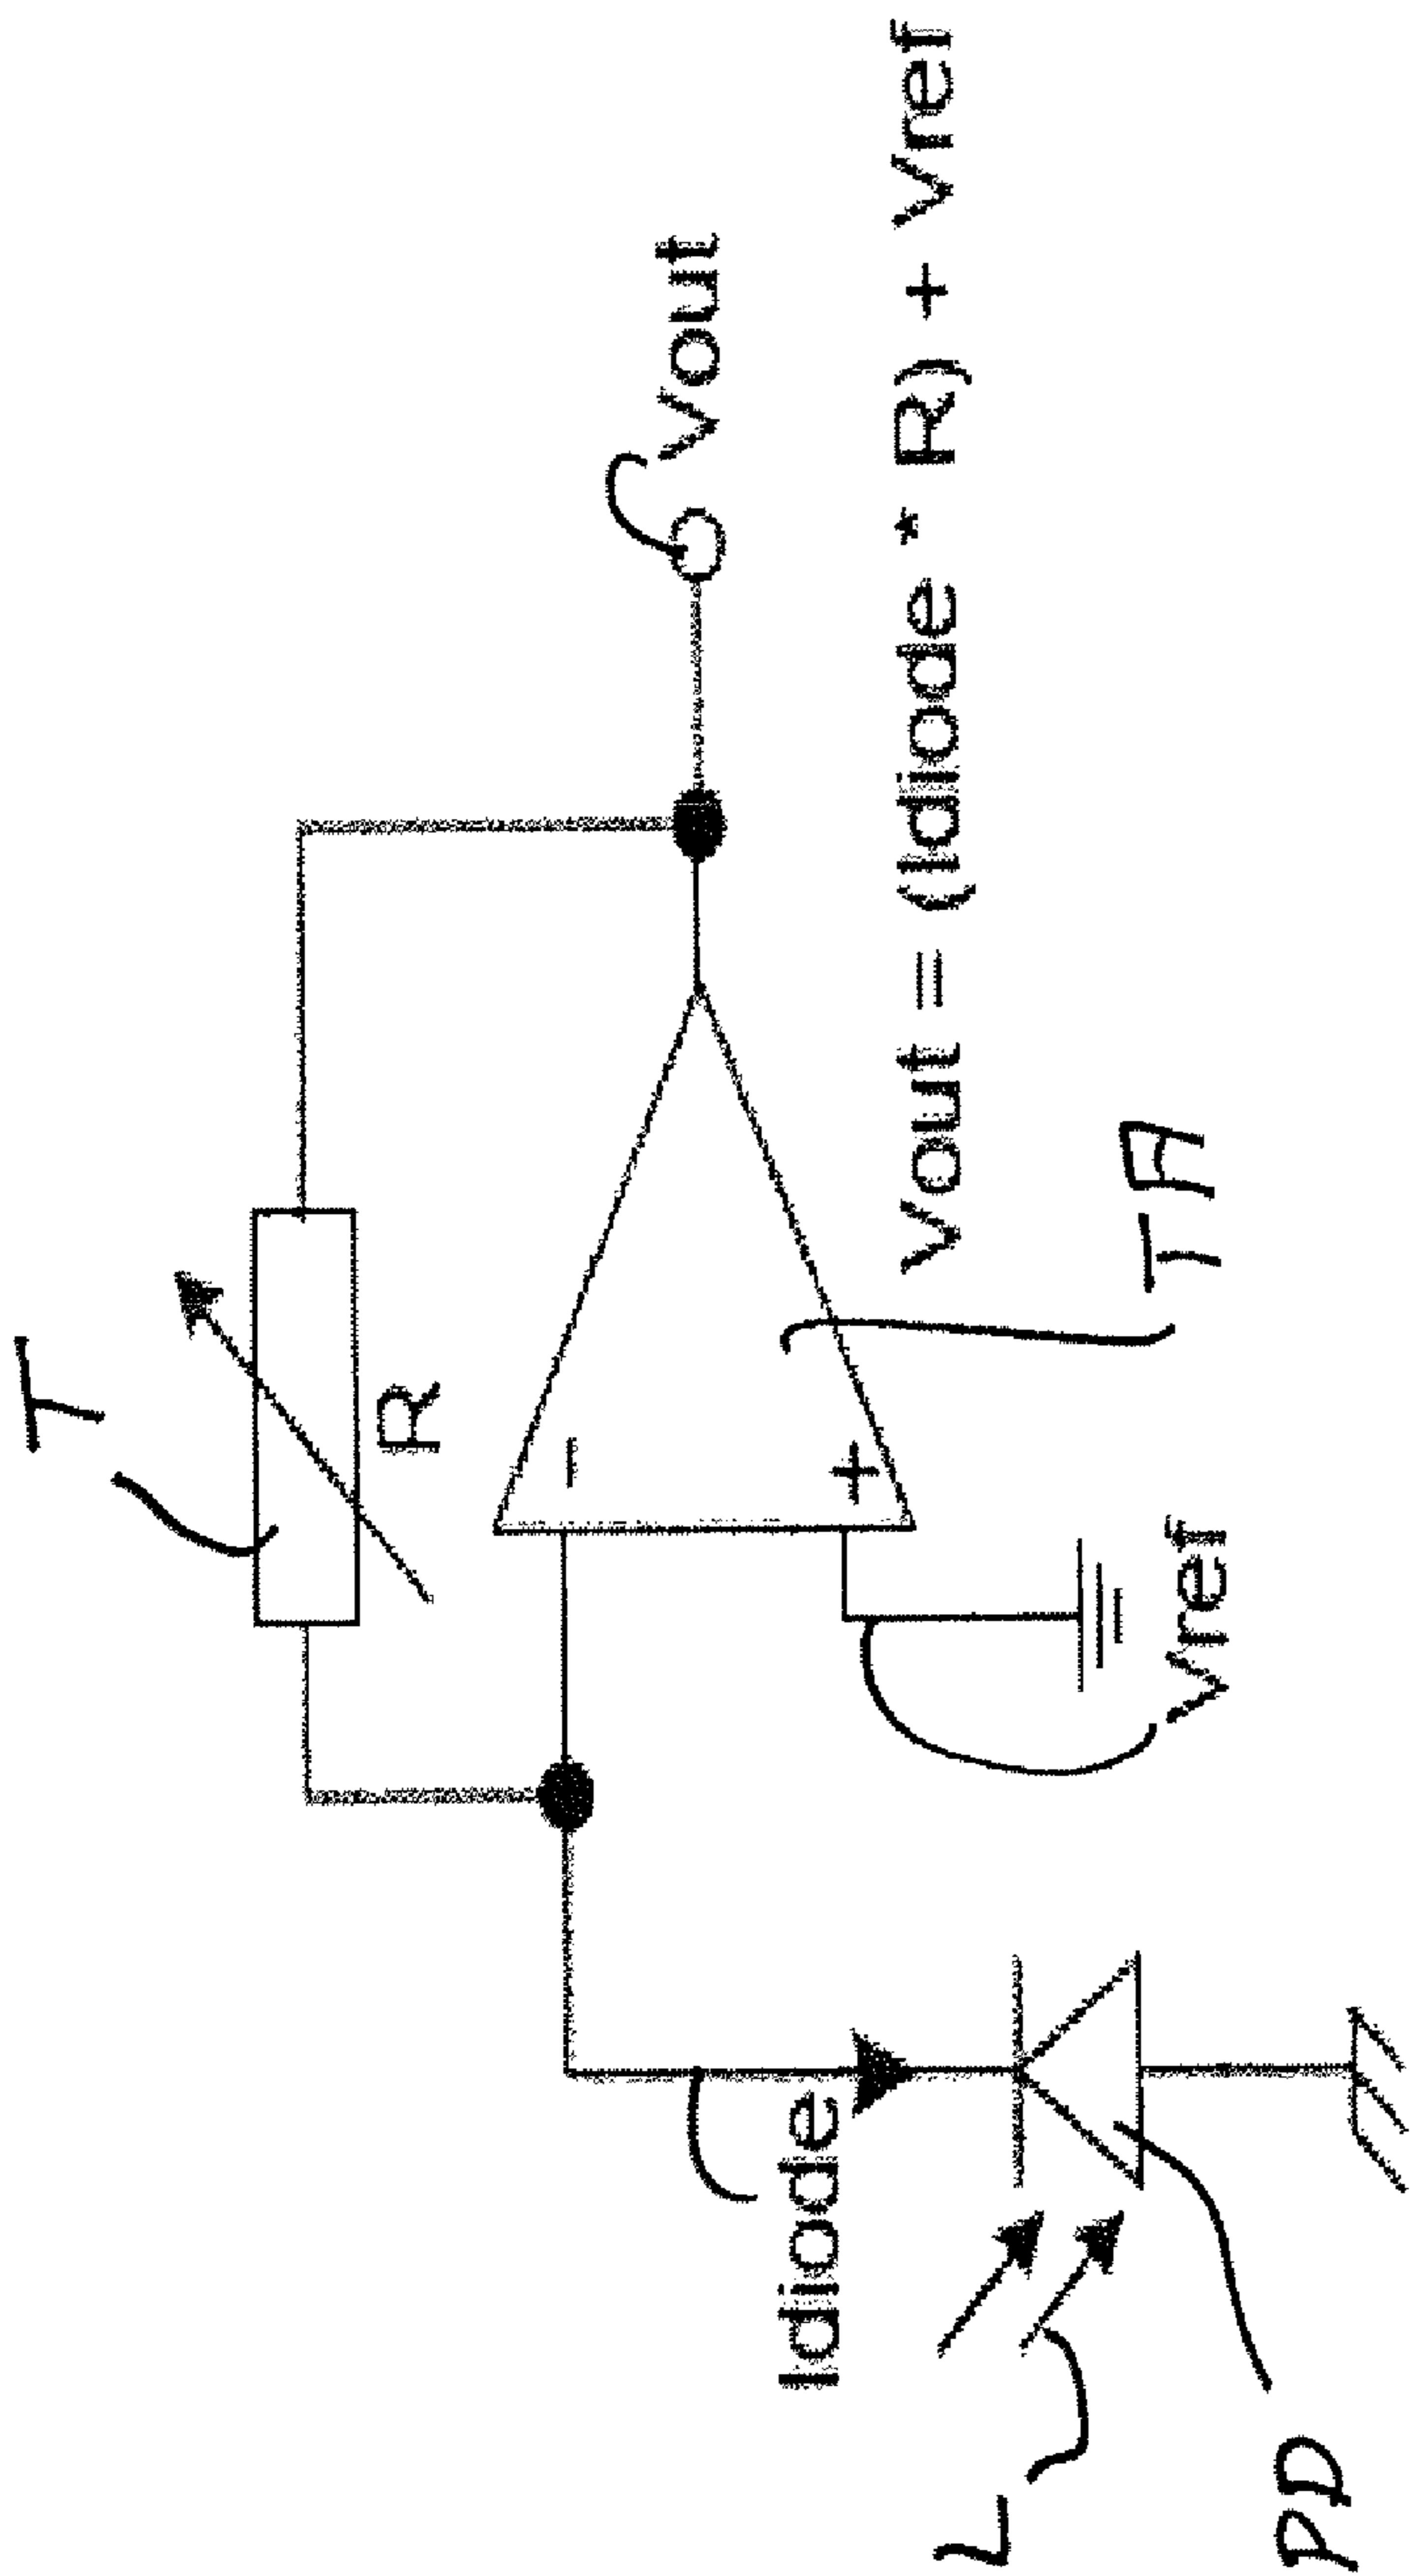 T
R
Vout
−
+
Idiode
L
PD
Vref
TA
Vout = (Idiode * R) + Vref